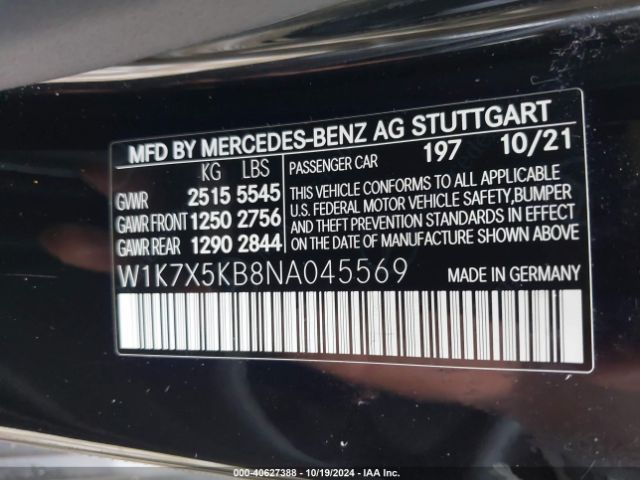 MFD BY MERCEDES-BENZ AG STUTTGART
KG LBS
GVWR 2515 5545
GAWR FRONT 1250 2756
GAWR REAR 1290 2844
PASSENGER CAR 197 10/21
THIS VEHICLE CONFORMS TO ALL APPLICABLE
U.S. FEDERAL MOTOR VEHICLE SAFETY, BUMPER
AND THEFT PREVENTION STANDARDS IN EFFECT
ON THE DATE OF MANUFACTURE SHOWN ABOVE
W1K7X5KB8NA045569
MADE IN GERMANY
000-40627388 - 10/19/2024 - IAA Inc.